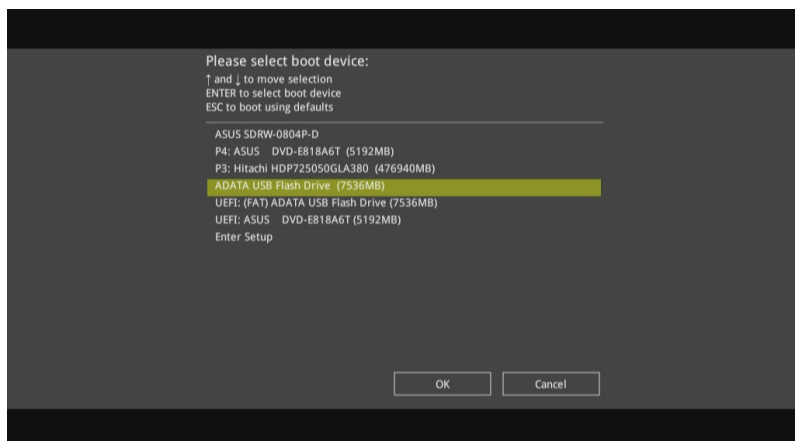 Please select boot device:
↑ and ↓ to move selection
ENTER to select boot device
ESC to boot using defaults
ASUS SDRW-0804P-D
P4: ASUS DVD-E818A6T (5192MB)
P3: Hitachi HDP725050GLA380 (476940MB)
ADATA USB Flash Drive (7536MB)
UEFI: (FAT) ADATA USB Flash Drive (7536MB)
UEFI: ASUS DVD-E818A6T (5192MB)
Enter Setup
OK Cancel